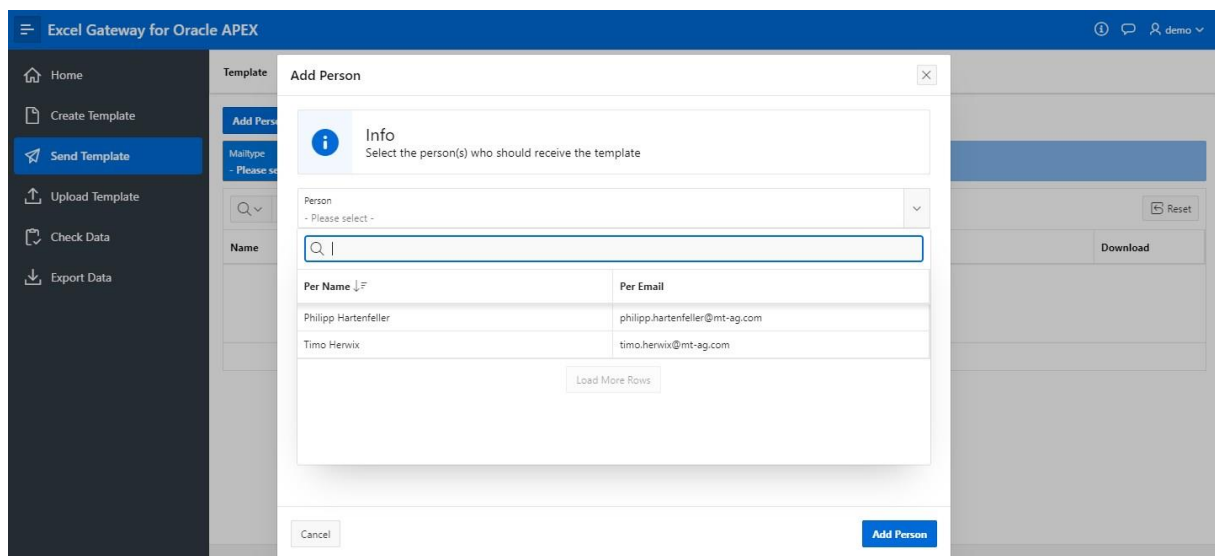 Excel Gateway for Oracle APEX
demo
Home
Create Template
Send Template
Upload Template
Check Data
Export Data
Template
Add Person
Info
Select the person(s) who should receive the template
Mailtype
Person
- Please select -
Reset
Name
Download
Per Name
Per Email
Philipp Hartenfeller
philipp.hartenfeller@mt-ag.com
Timo Herwix
timo.herwix@mt-ag.com
Load More Rows
Cancel
Add Person